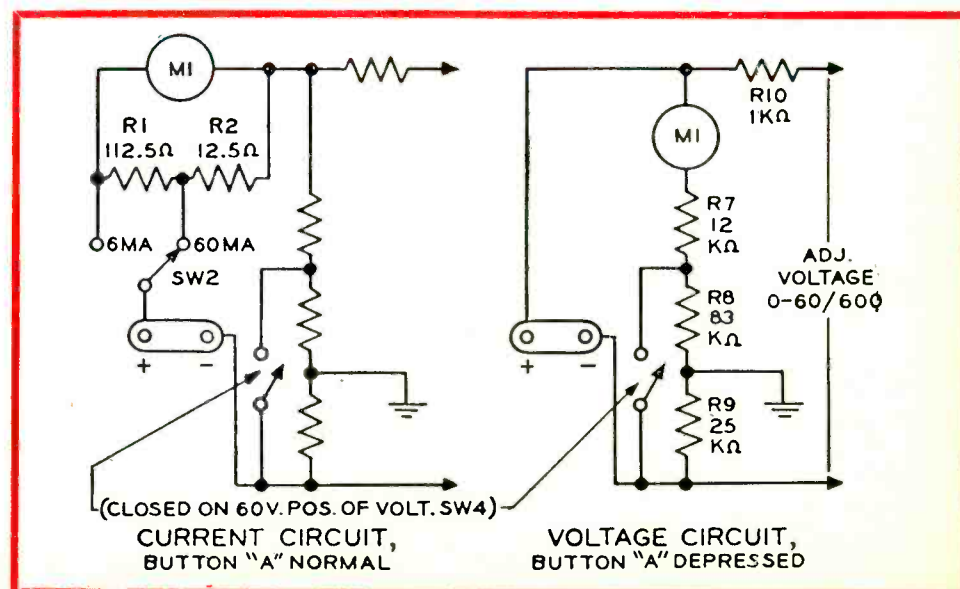 M1
R1
112.5Ω
R2
12.5Ω
6MA
60MA
SW2
+
-
R10
1KΩ
M1
R7
12
KΩ
R8
83
KΩ
R9
25
KΩ
ADJ.
VOLTAGE
0-60/600
+
-
(CLOSED ON 60V. POS. OF VOLT. SW4)
CURRENT CIRCUIT,
BUTTON "A" NORMAL
VOLTAGE CIRCUIT,
BUTTON "A" DEPRESSED